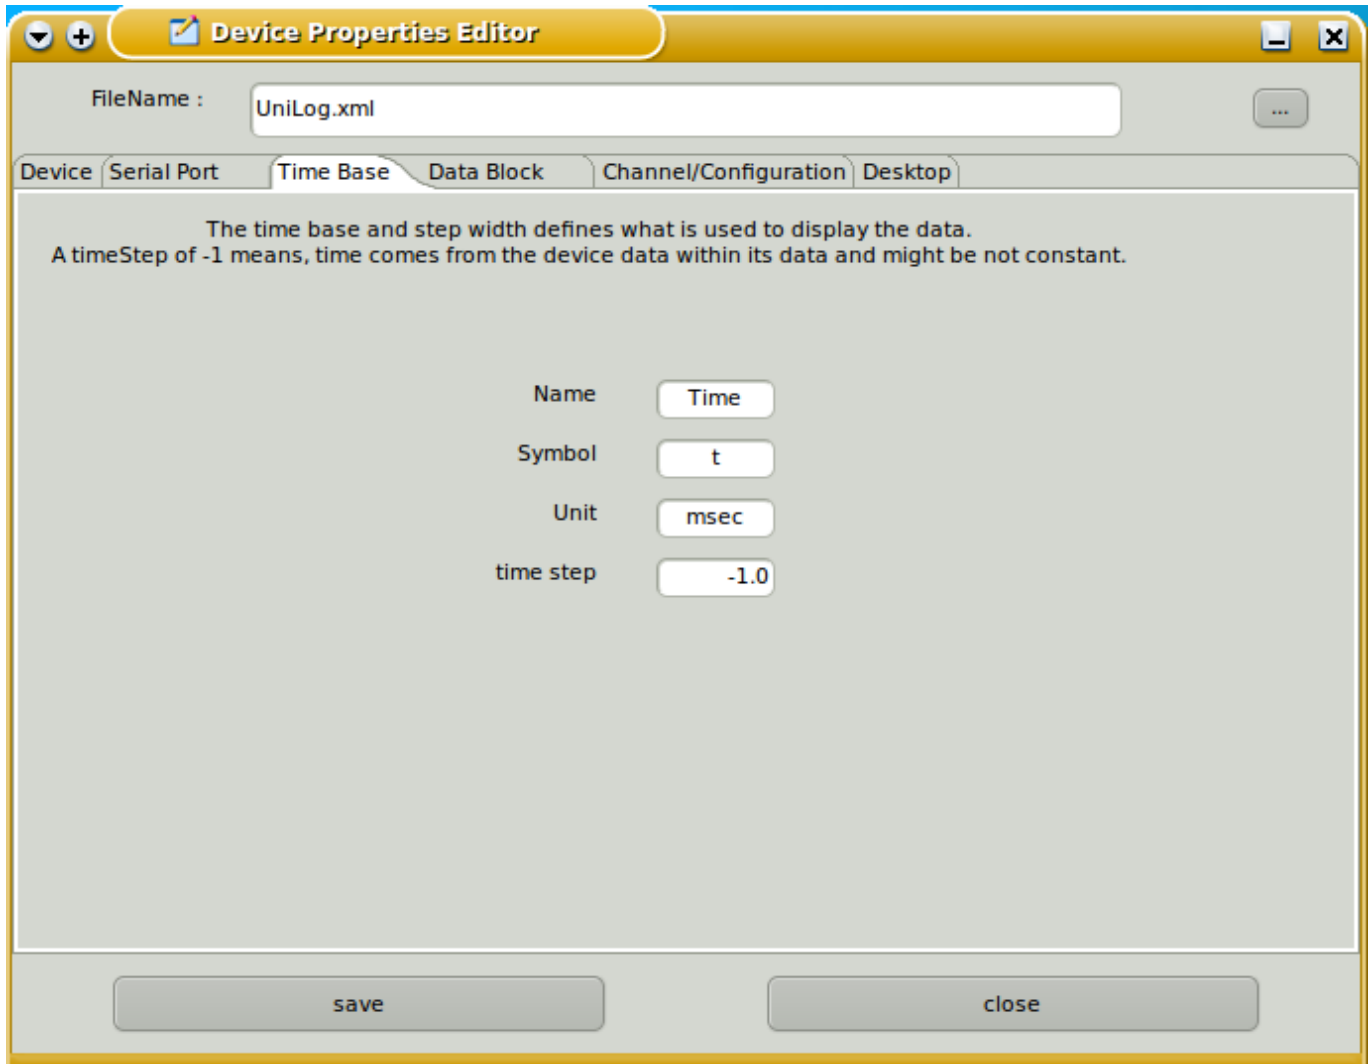 Device Properties Editor
FileName :
UniLog.xml
...
Device Serial Port Time Base Data Block Channel/Configuration Desktop
The time base and step width defines what is used to display the data.
A timeStep of -1 means, time comes from the device data within its data and might be not constant.
Name Time
Symbol t
Unit msec
time step -1.0
save close